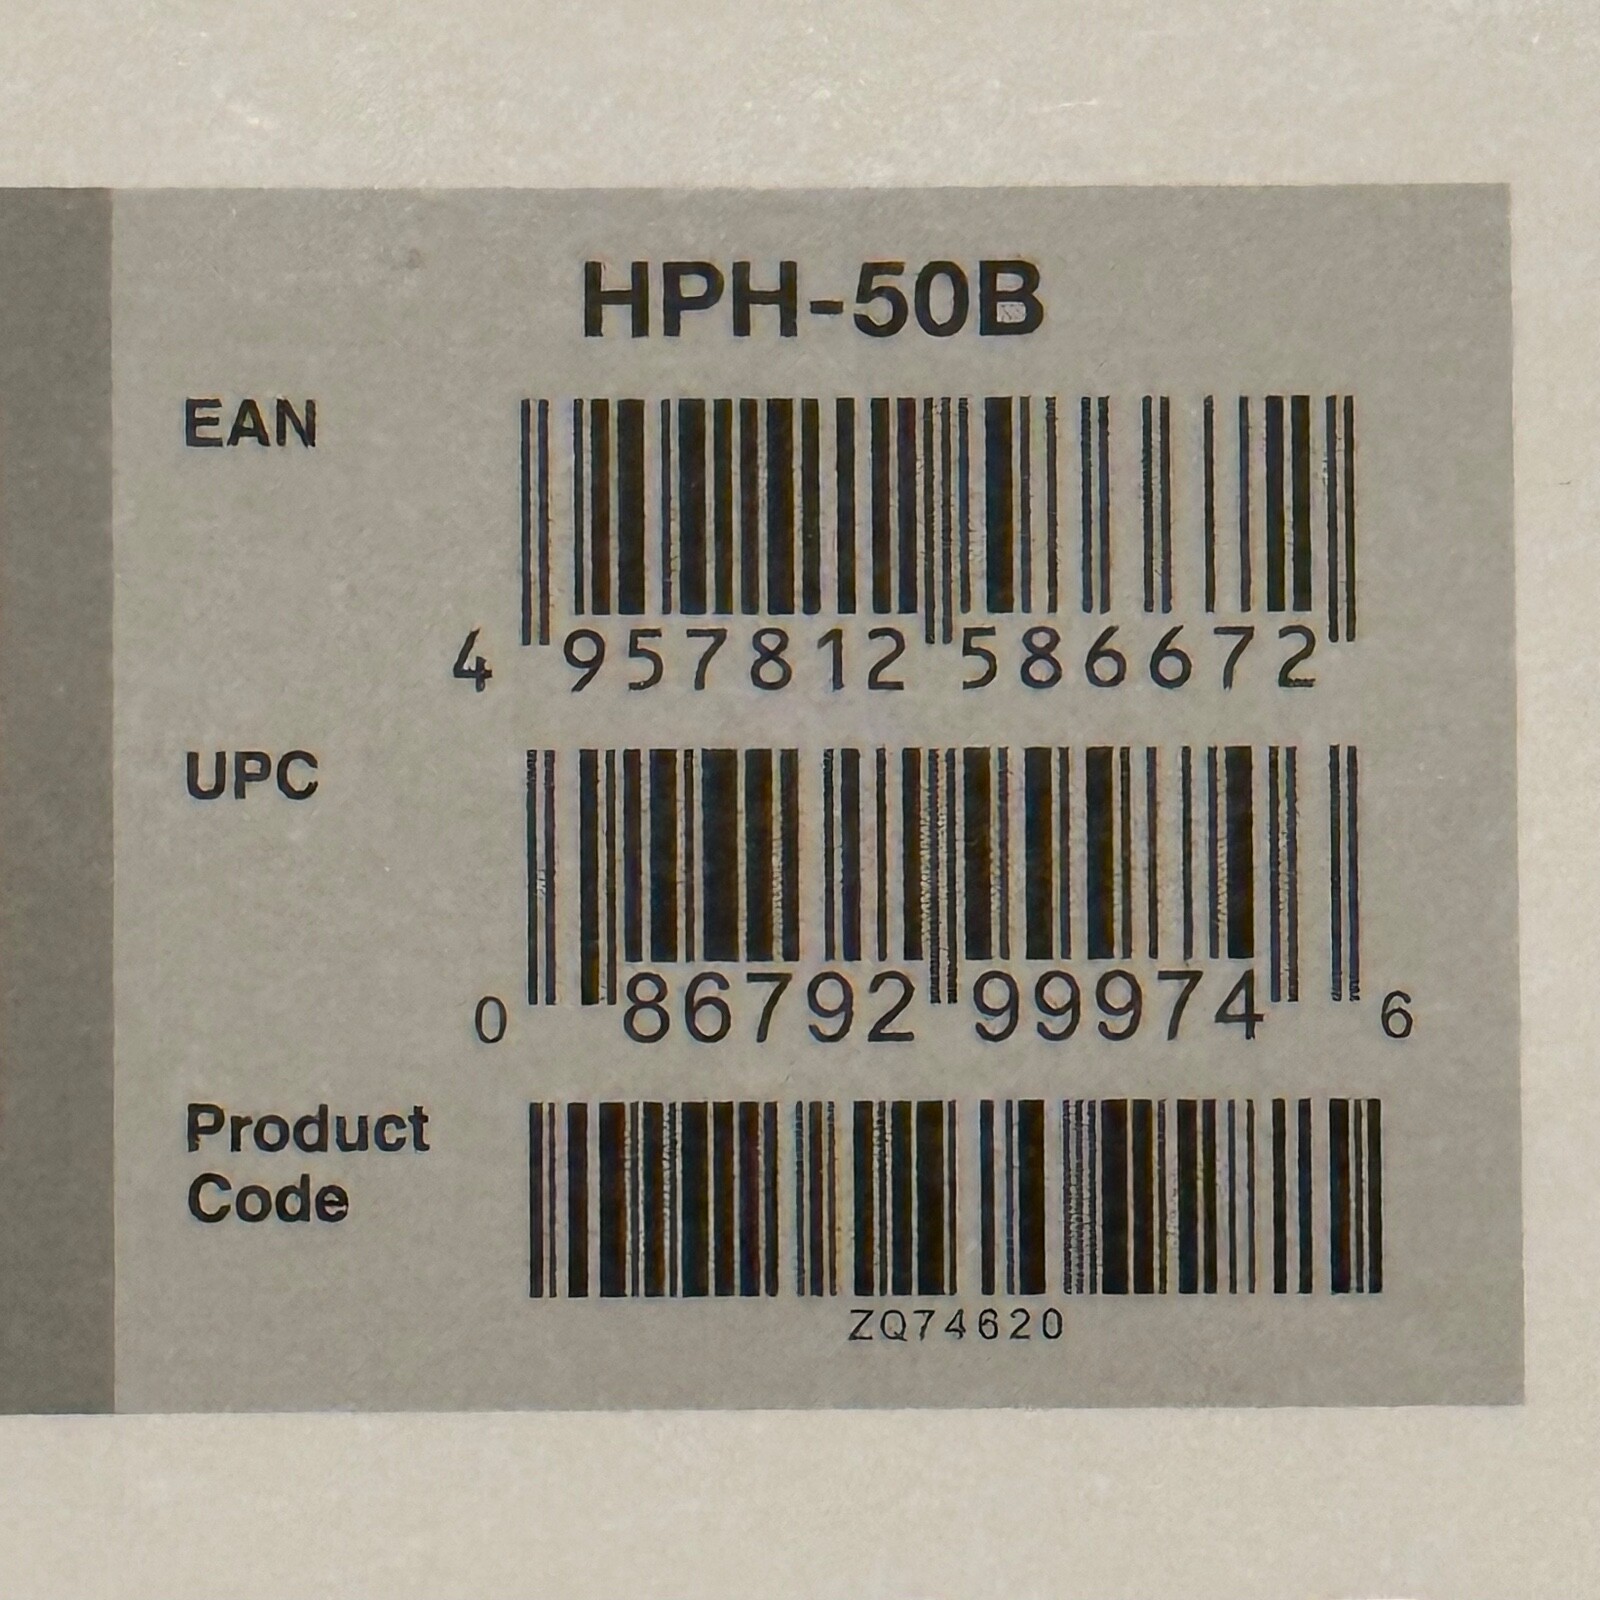 HPH-50B
EAN
4 957812 586672
UPC
0 86792 99974 6
Product
Code
ZQ74620